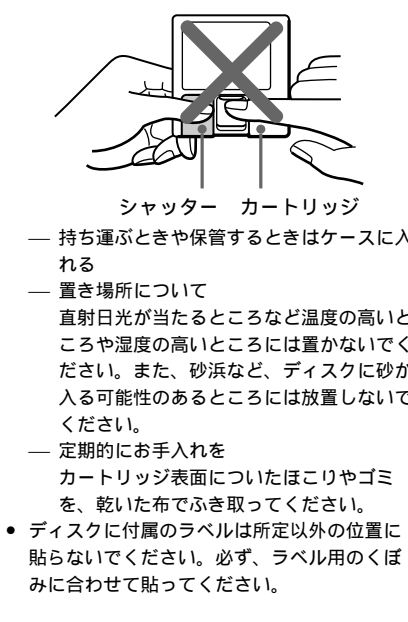 シャッター　カートリッジ
— 持ち運ぶときや保管するときはケースに入
れる
— 置き場所について
直射日光が当たるところなど温度の高いと
ころや湿度の高いところには置かないでく
ださい。また、砂浜など、ディスクに砂が
入る可能性のあるところには放置しないで
ください。
— 定期的にお手入れを
カートリッジ表面についたほこりやゴミ
を、乾いた布でふき取ってください。
• ディスクに付属のラベルは所定以外の位置に
貼らないでください。必ず、ラベル用のくぼ
みに合わせて貼ってください。